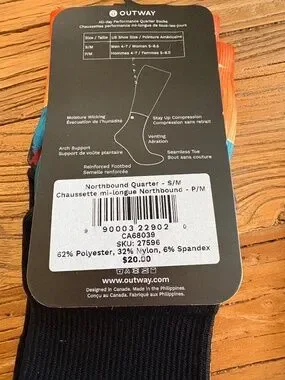 OUTWAY
All-day Performance Quarter Socks
Chaussettes performance mi-longue de tous-les-jours
Size / Taille US Shoe Size / Pointure Américaine
S/M Men 4-7 / Women 5-8.5
P/M Hommes 4-7 / Femmes 5-8.5
Moisture Wicking
Évacuation de l'humidité
Stay Up Compression
Compression sans retrait
Venting
Aération
Arch Support
Support de voûte plantaire
Seamless Toe
Bout sans couture
Reinforced Footbed
Semelle renforcée
Northbound Quarter - S/M
Chaussette mi-longue Northbound - P/M
90003 22902 0
CA68039
SKU: 27596
62% Polyester, 32% Nylon, 6% Spandex
$20.00
www.outway.com
Designed in Canada. Made in the Philippines.
Conçu au Canada. Fabriqué aux Philippines.